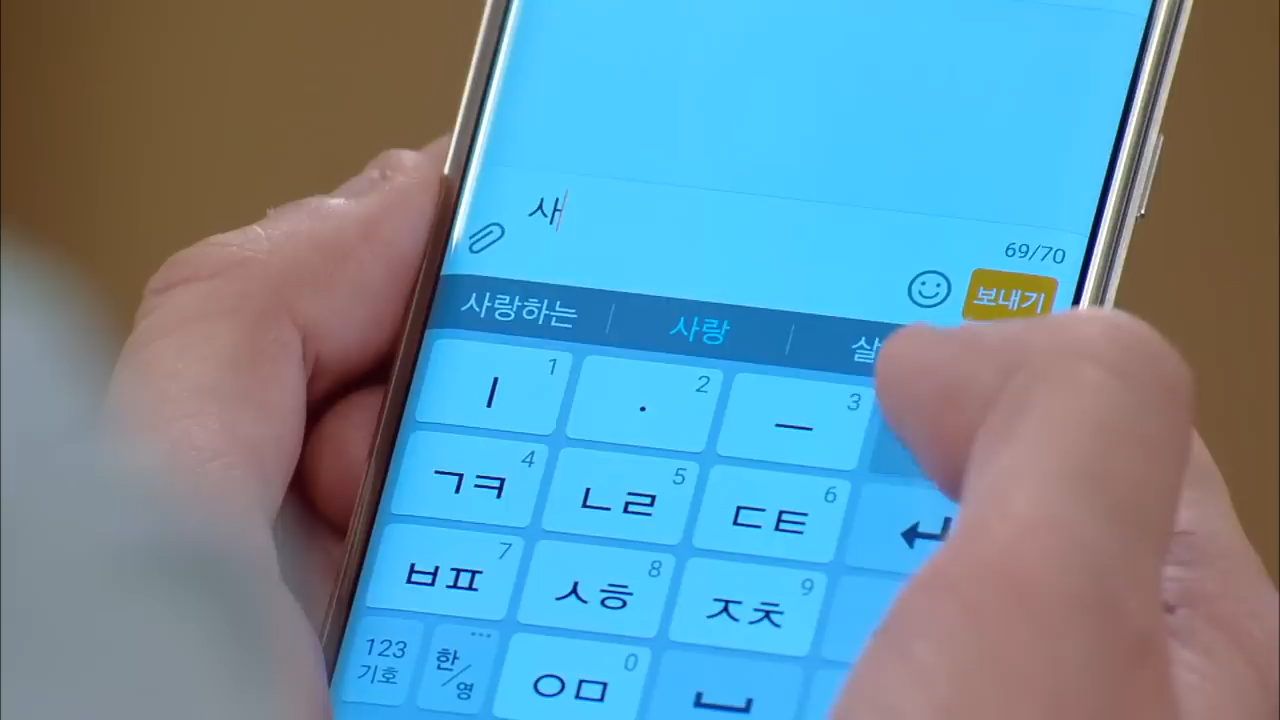 사
69/70
보내기
사랑하는 사랑
ㅣ 1 · 2 ㅡ 3
ㄱㅋ 4 ㄴㄹ 5 ㄷㅌ 6
ㅂㅍ 7 ㅅㅎ 8 ㅈㅊ 9
123
기호 한/영 ㅇㅁ 0